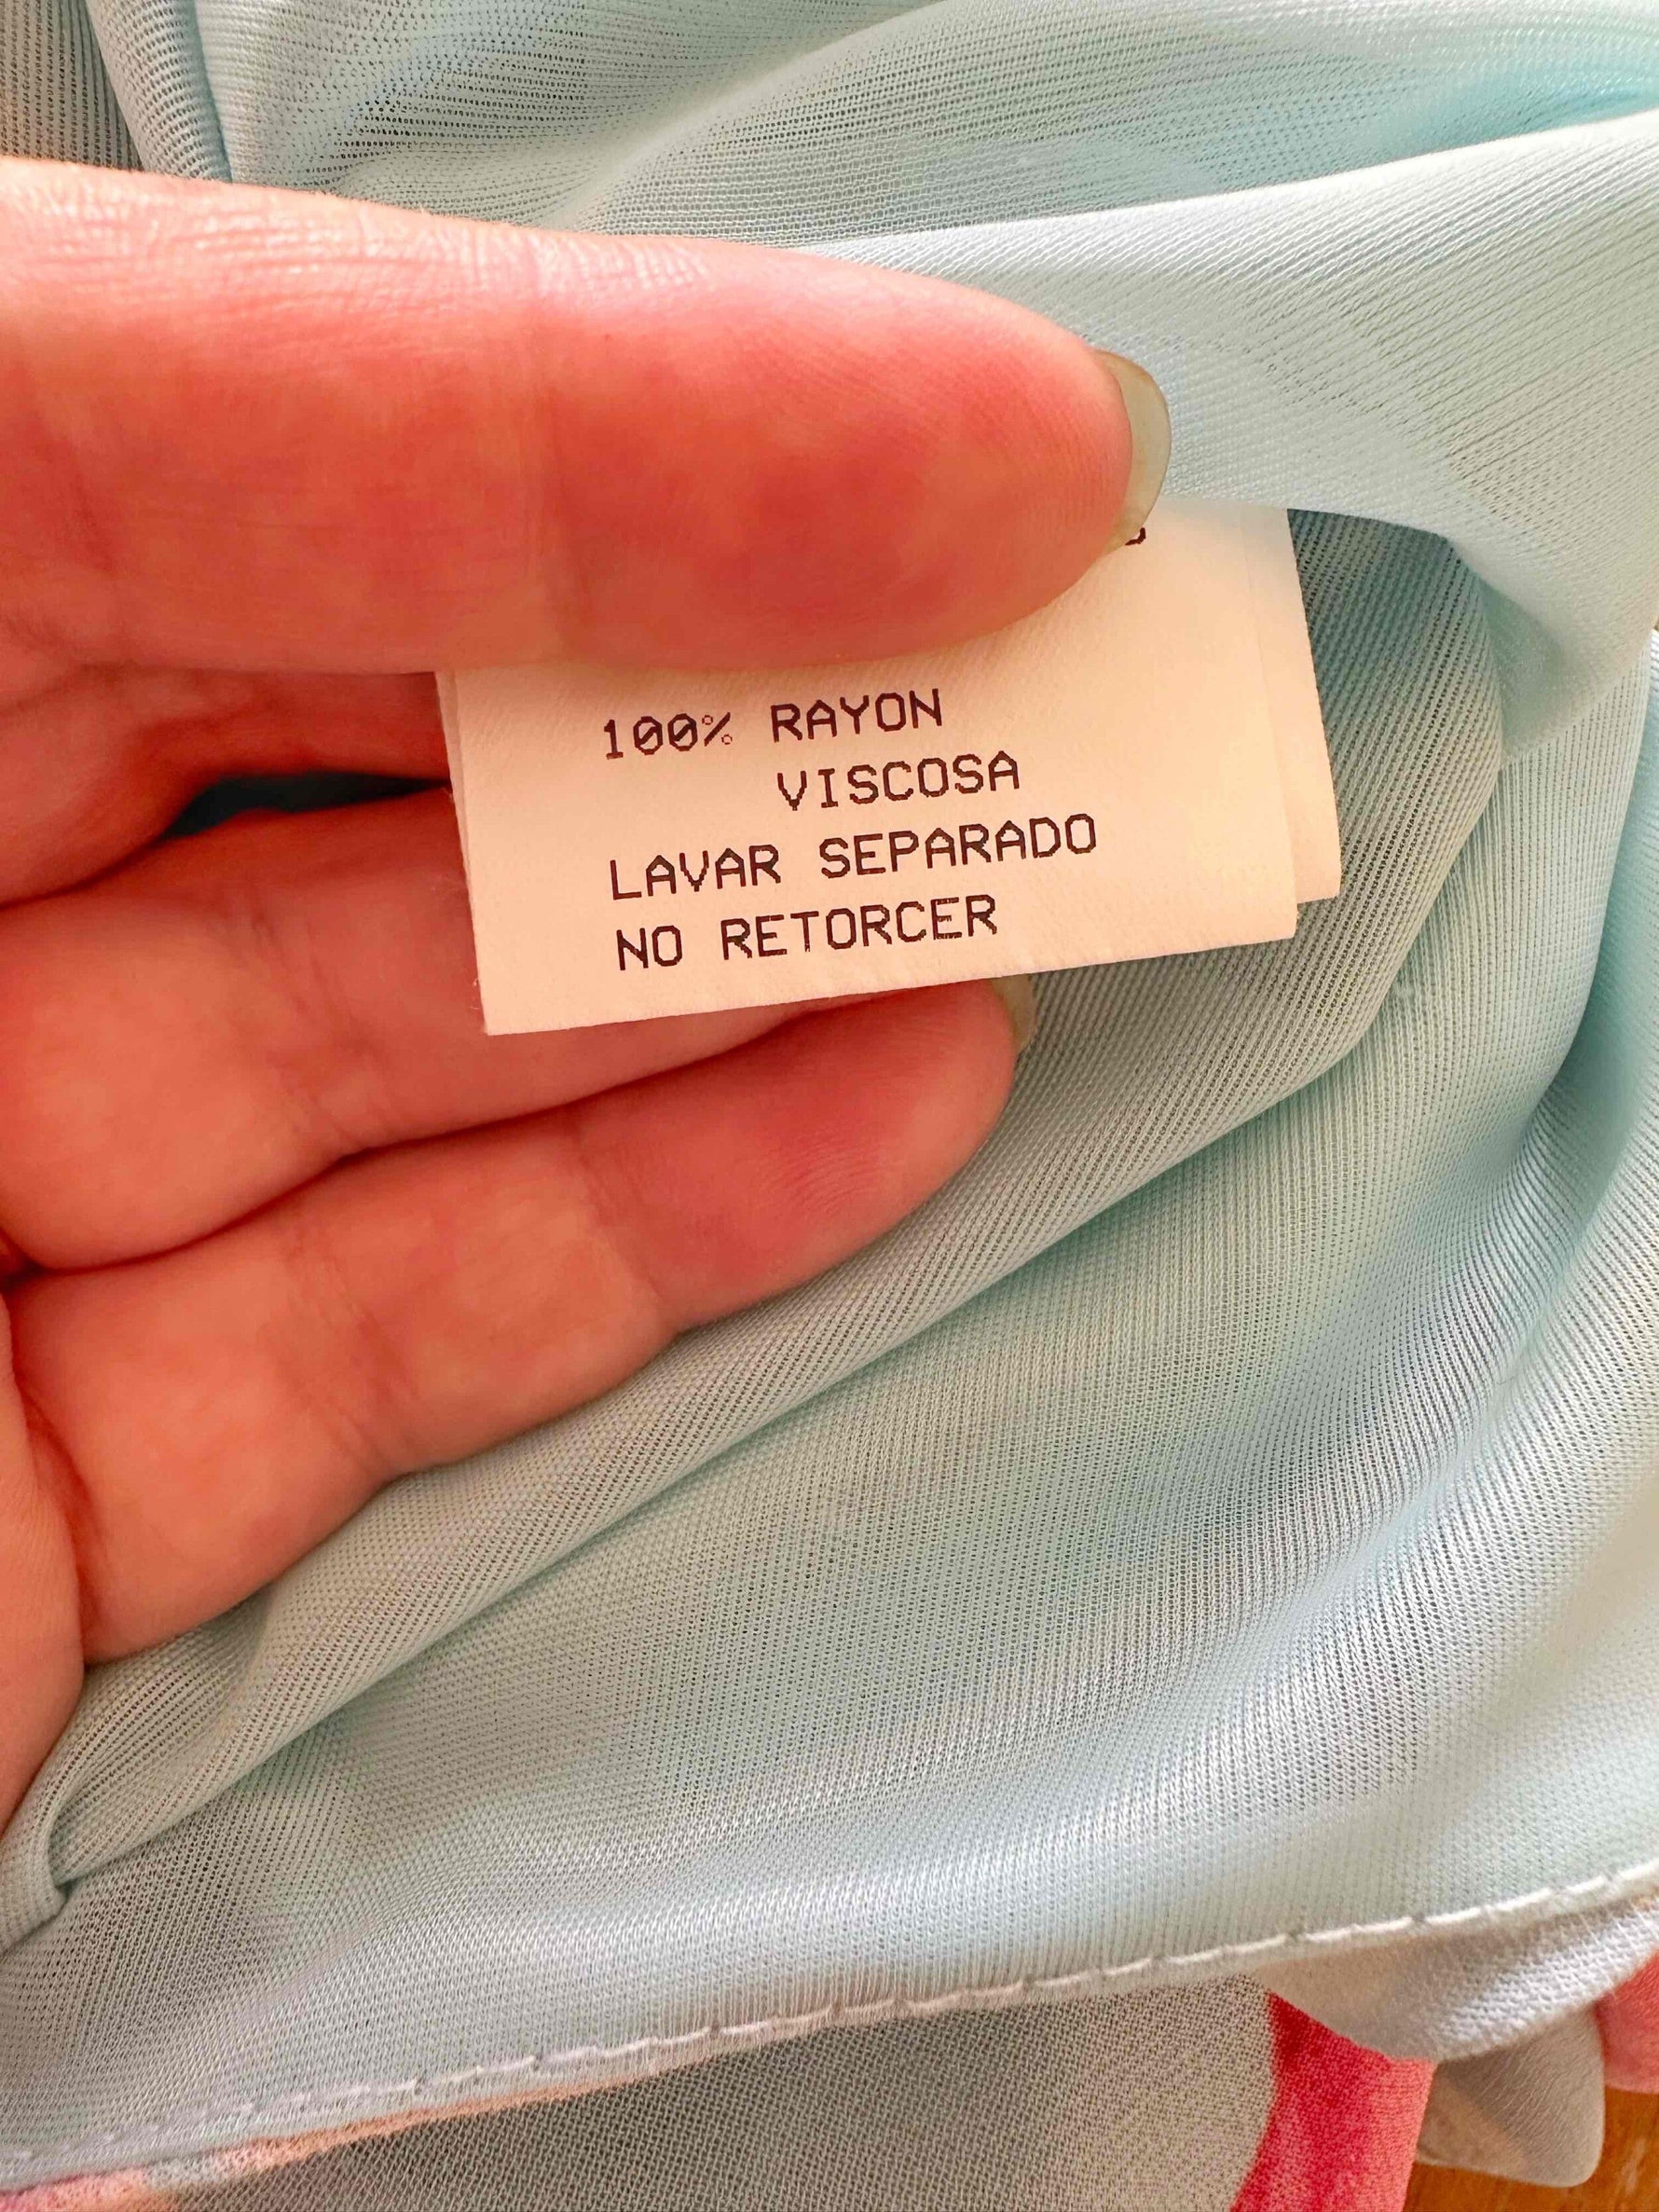 100% RAYON
VISCOSA
LAVAR SEPARADO
NO RETORCER